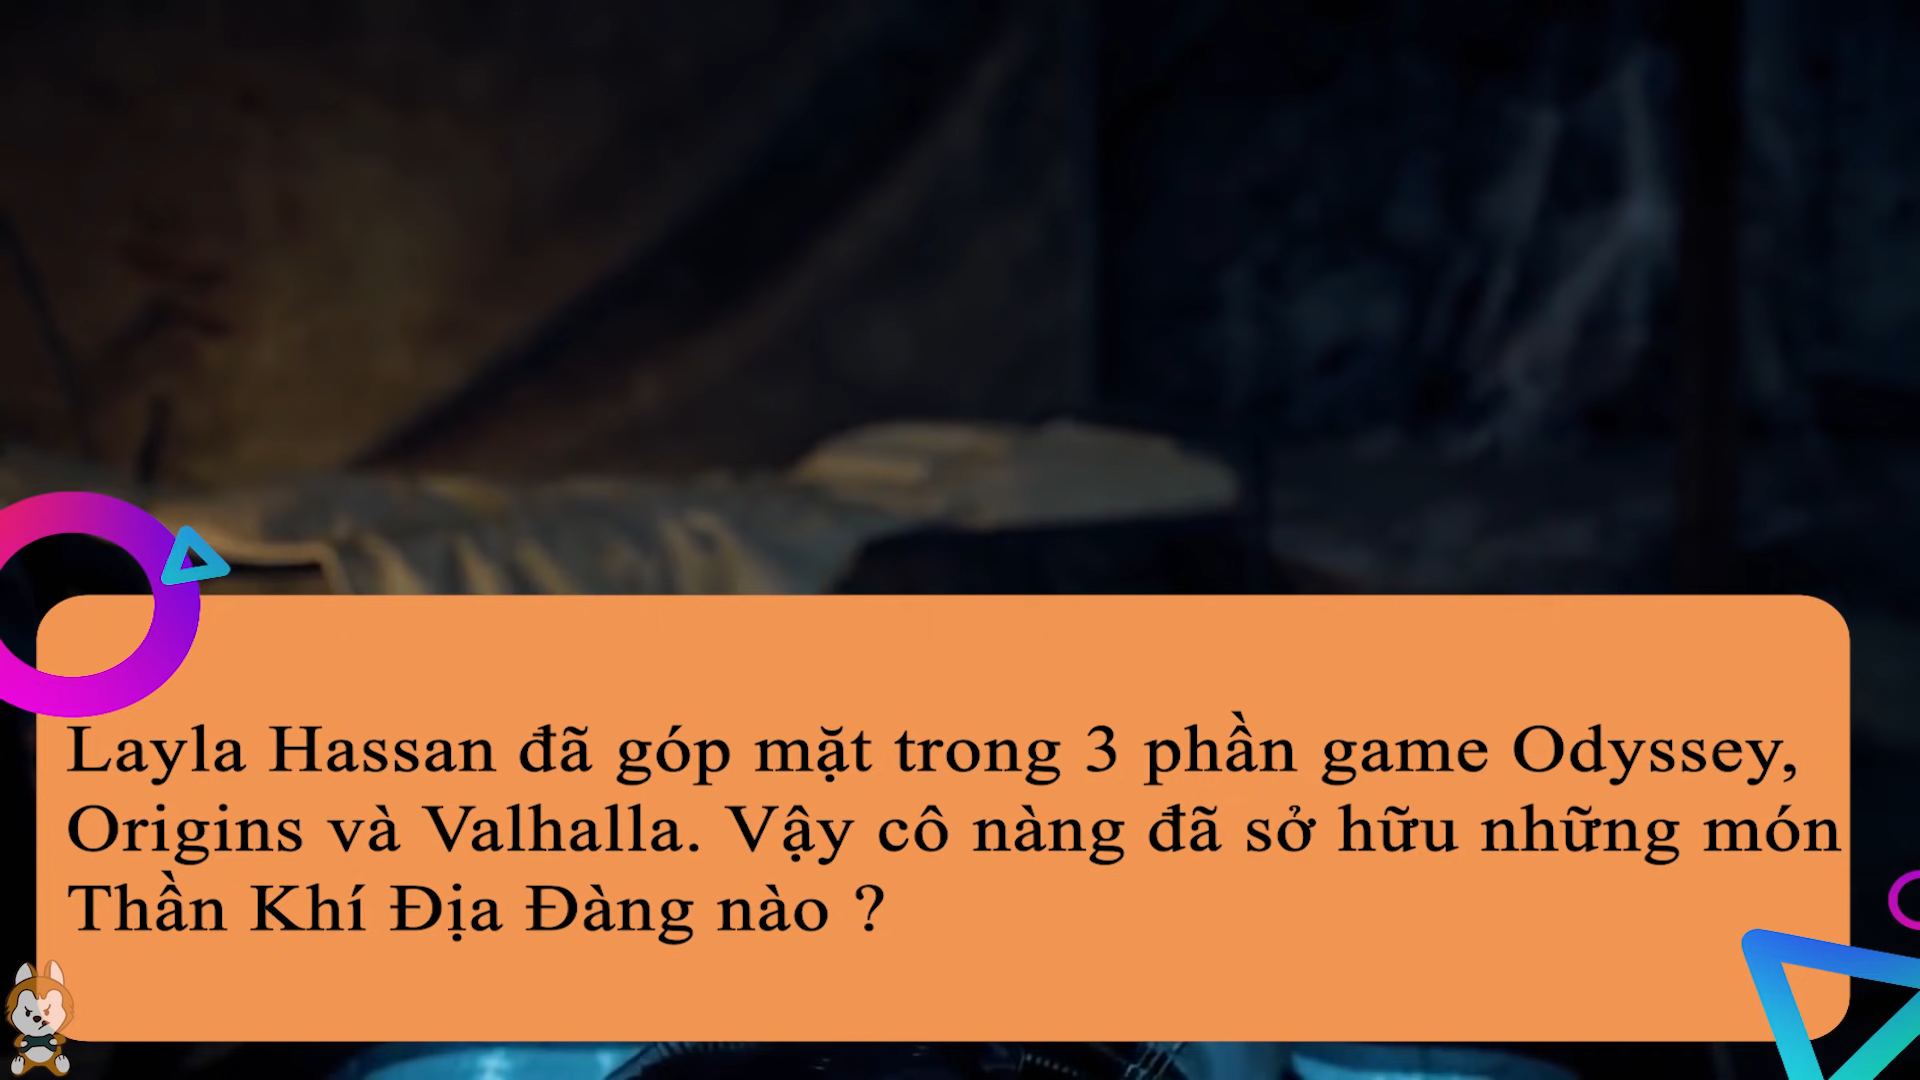 Layla Hassan đã góp mặt trong 3 phần game Odyssey,
Origins và Valhalla. Vậy cô nàng đã sở hữu những món
Thần Khí Địa Đàng nào ?